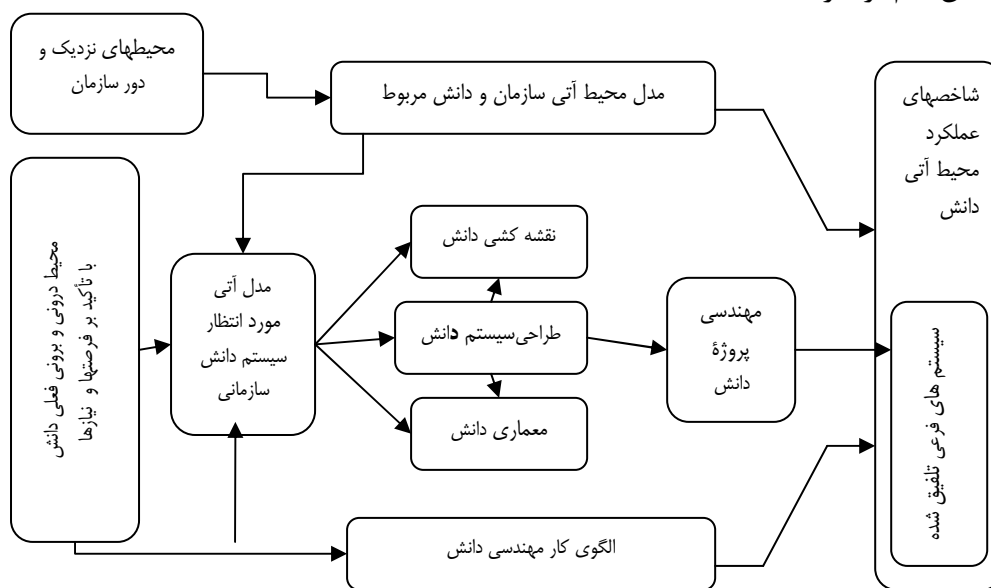 محیطهای نزدیک و
دور سازمان
مدل محیط آتی سازمان و دانش مربوط
شاخصهای
عملکرد
محیط آتی
دانش
محیط درونی و برونی فعلی دانش
با تأکید بر فرصتها و نیازها
مدل آتی
مورد انتظار
سیستم دانش
سازمانی
نقشه کشی دانش
طراحی‌سیستم دانش
معماری دانش
مهندسی
پروژۀ
دانش
سیستم های فرعی تلفیق شده
الگوی کار مهندسی دانش